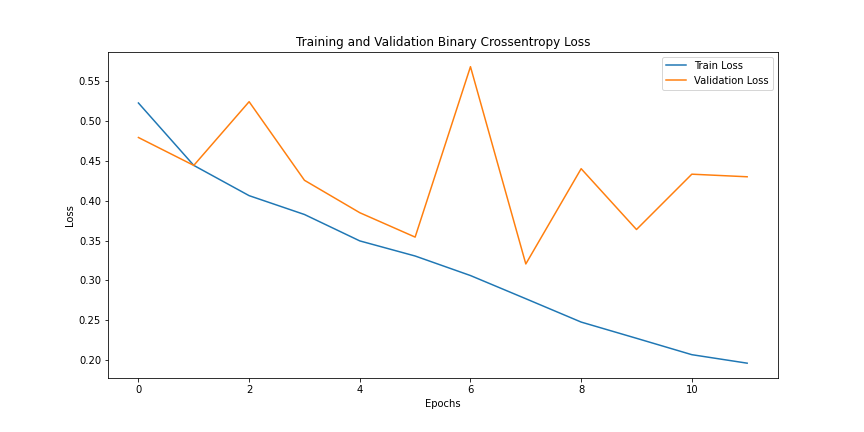 Training and Validation Binary Crossentropy Loss
Train Loss
Validation Loss
0.55
0.50
0.45
0.40
0.35
0.30
0.25
0.20
Loss
0 2 4 6 8 10
Epochs